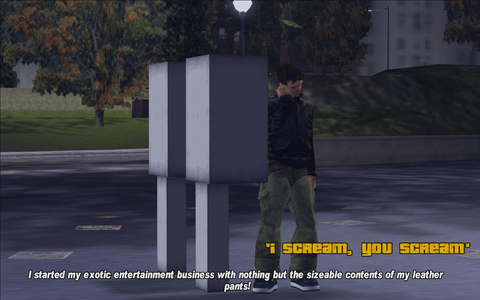 "i scream, you scream"
I started my exotic entertainment business with nothing but the sizeable contents of my leather
pants!